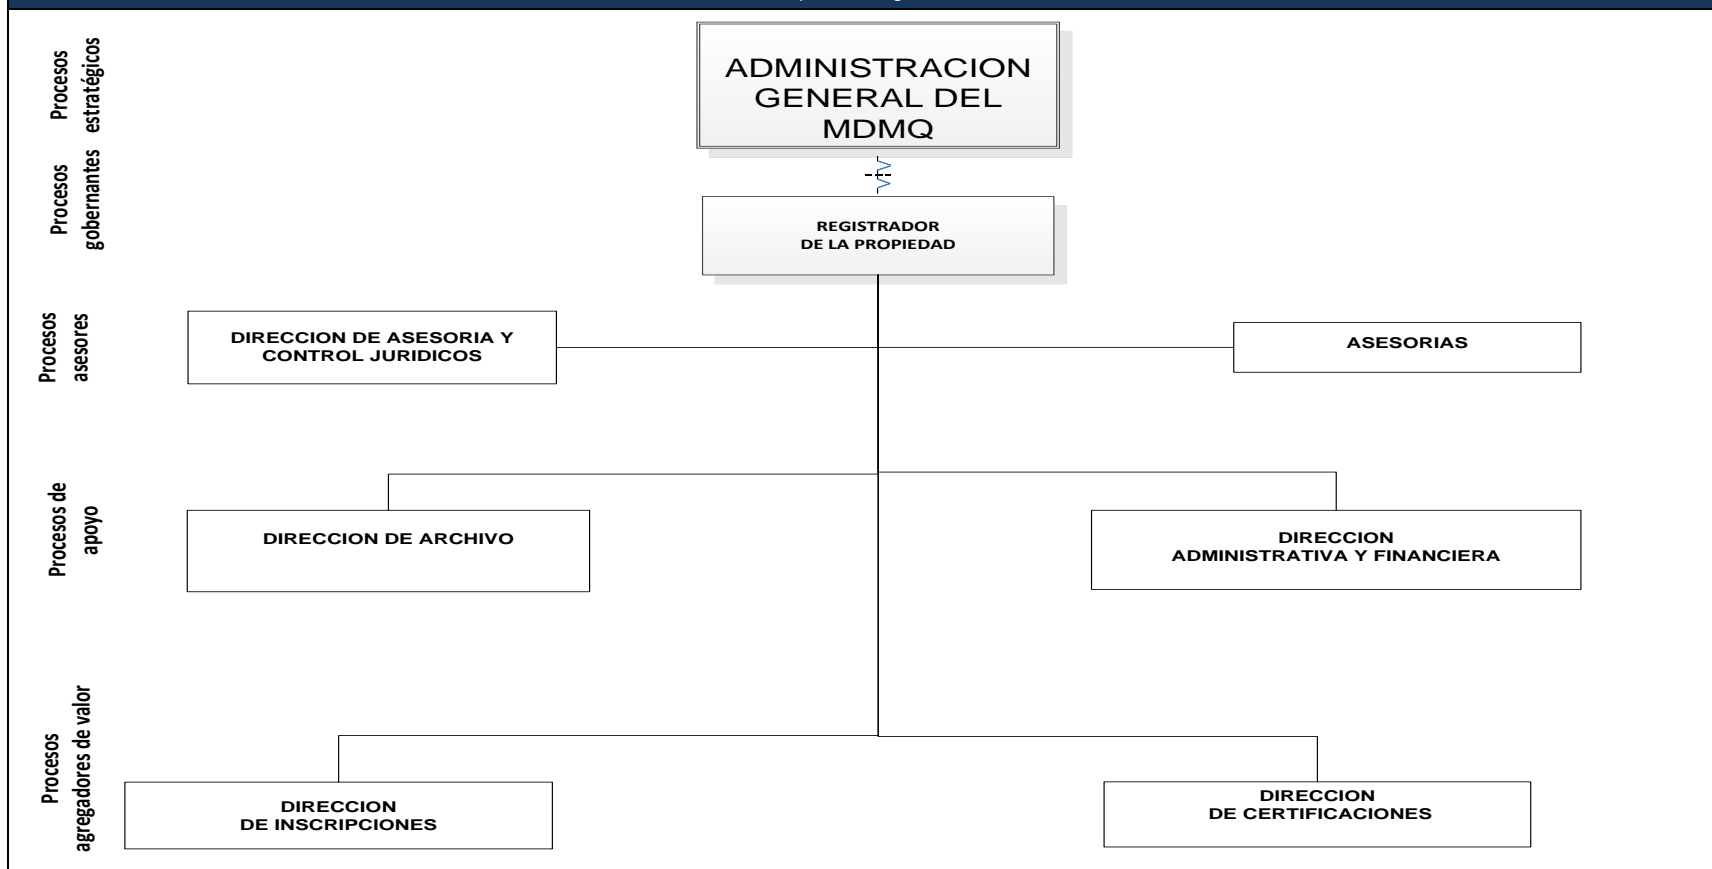 Procesos
estratégicos
ADMINISTRACION
GENERAL DEL
MDMQ
Procesos
gobernantes
REGISTRADOR
DE LA PROPIEDAD
Procesos
asesores
DIRECCION DE ASESORIA Y
CONTROL JURIDICOS
ASESORIAS
Procesos de
apoyo
DIRECCION DE ARCHIVO
DIRECCION
ADMINISTRATIVA Y FINANCIERA
Procesos
agregadores de valor
DIRECCION
DE INSCRIPCIONES
DIRECCION
DE CERTIFICACIONES